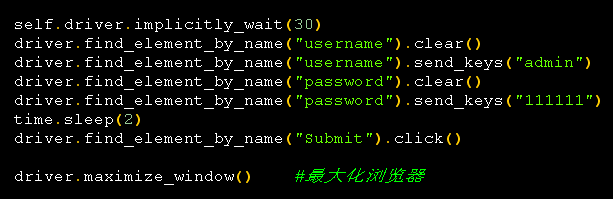 self.driver.implicitly_wait(30)
driver.find_element_by_name("username").clear()
driver.find_element_by_name("username").send_keys("admin")
driver.find_element_by_name("password").clear()
driver.find_element_by_name("password").send_keys("111111")
time.sleep(2)
driver.find_element_by_name("Submit").click()
driver.maximize_window() #最大化浏览器